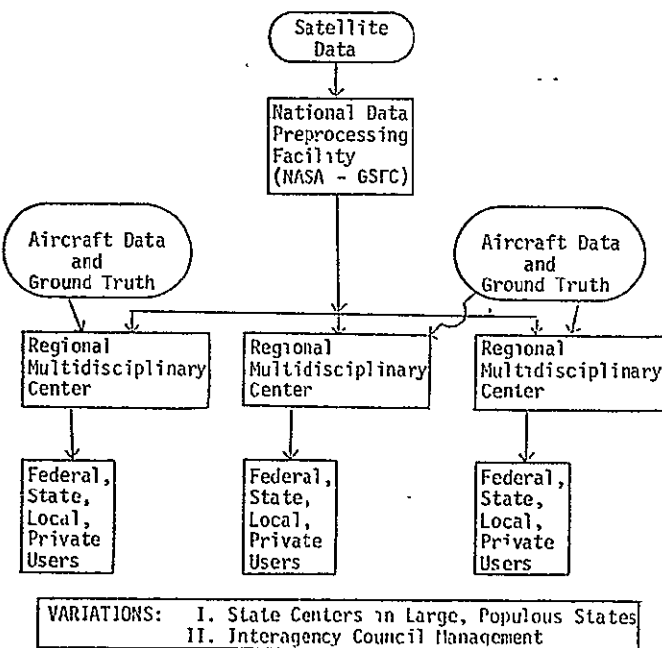 Satellite
Data
National Data
Preprocessing
Facility
(NASA - GSFC)
Aircraft Data
and
Ground Truth
Aircraft Data
and
Ground Truth
Regional
Multidisciplinary
Center
Regional
Multidisciplinary
Center
Regional
Multidisciplinary
Center
Federal,
State,
Local,
Private
Users
Federal,
State,
Local,
Private
Users
Federal,
State,
Local,
Private
Users
VARIATIONS: I. State Centers in Large, Populous States
II. Interagency Council Management